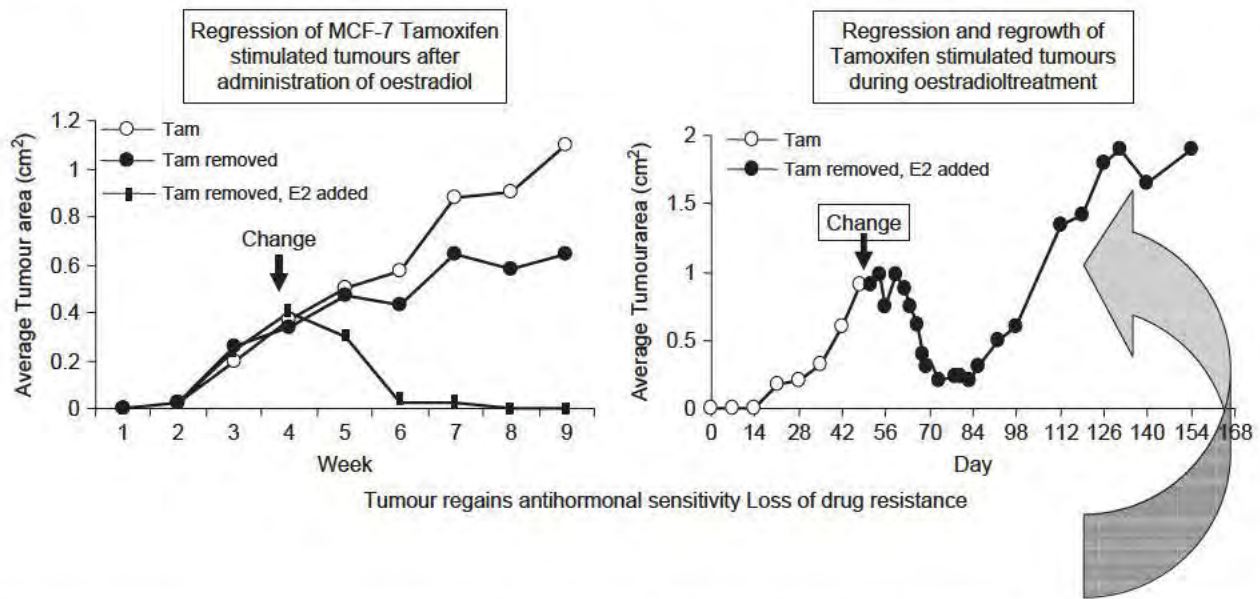 Regression of MCF-7 Tamoxifen
stimulated tumours after
administration of oestradiol
Average Tumour area (cm²)
1.2
1
0.8
0.6
0.4
0.2
0
Tam
Tam removed
Tam removed, E2 added
Change
1 2 3 4 5 6 7 8 9
Week
Regression and regrowth of
Tamoxifen stimulated tumours
during oestradioltreatment
Average Tumourarea (cm²)
2
1.5
1
0.5
0
Tam
Tam removed, E2 added
Change
0 14 28 42 56 70 84 98 112 126 140 154 168
Day
Tumour regains antihormonal sensitivity Loss of drug resistance